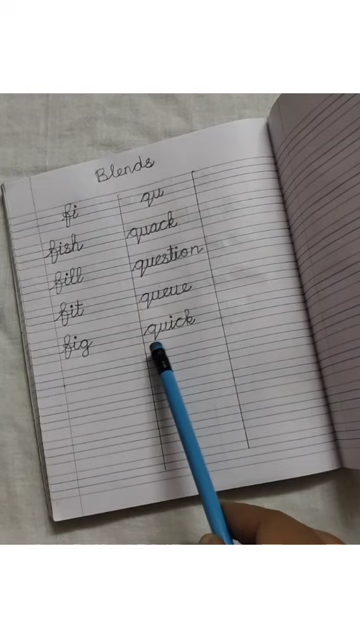 Blends
fi qu
fish quack
fill question
fit queue
fig quick